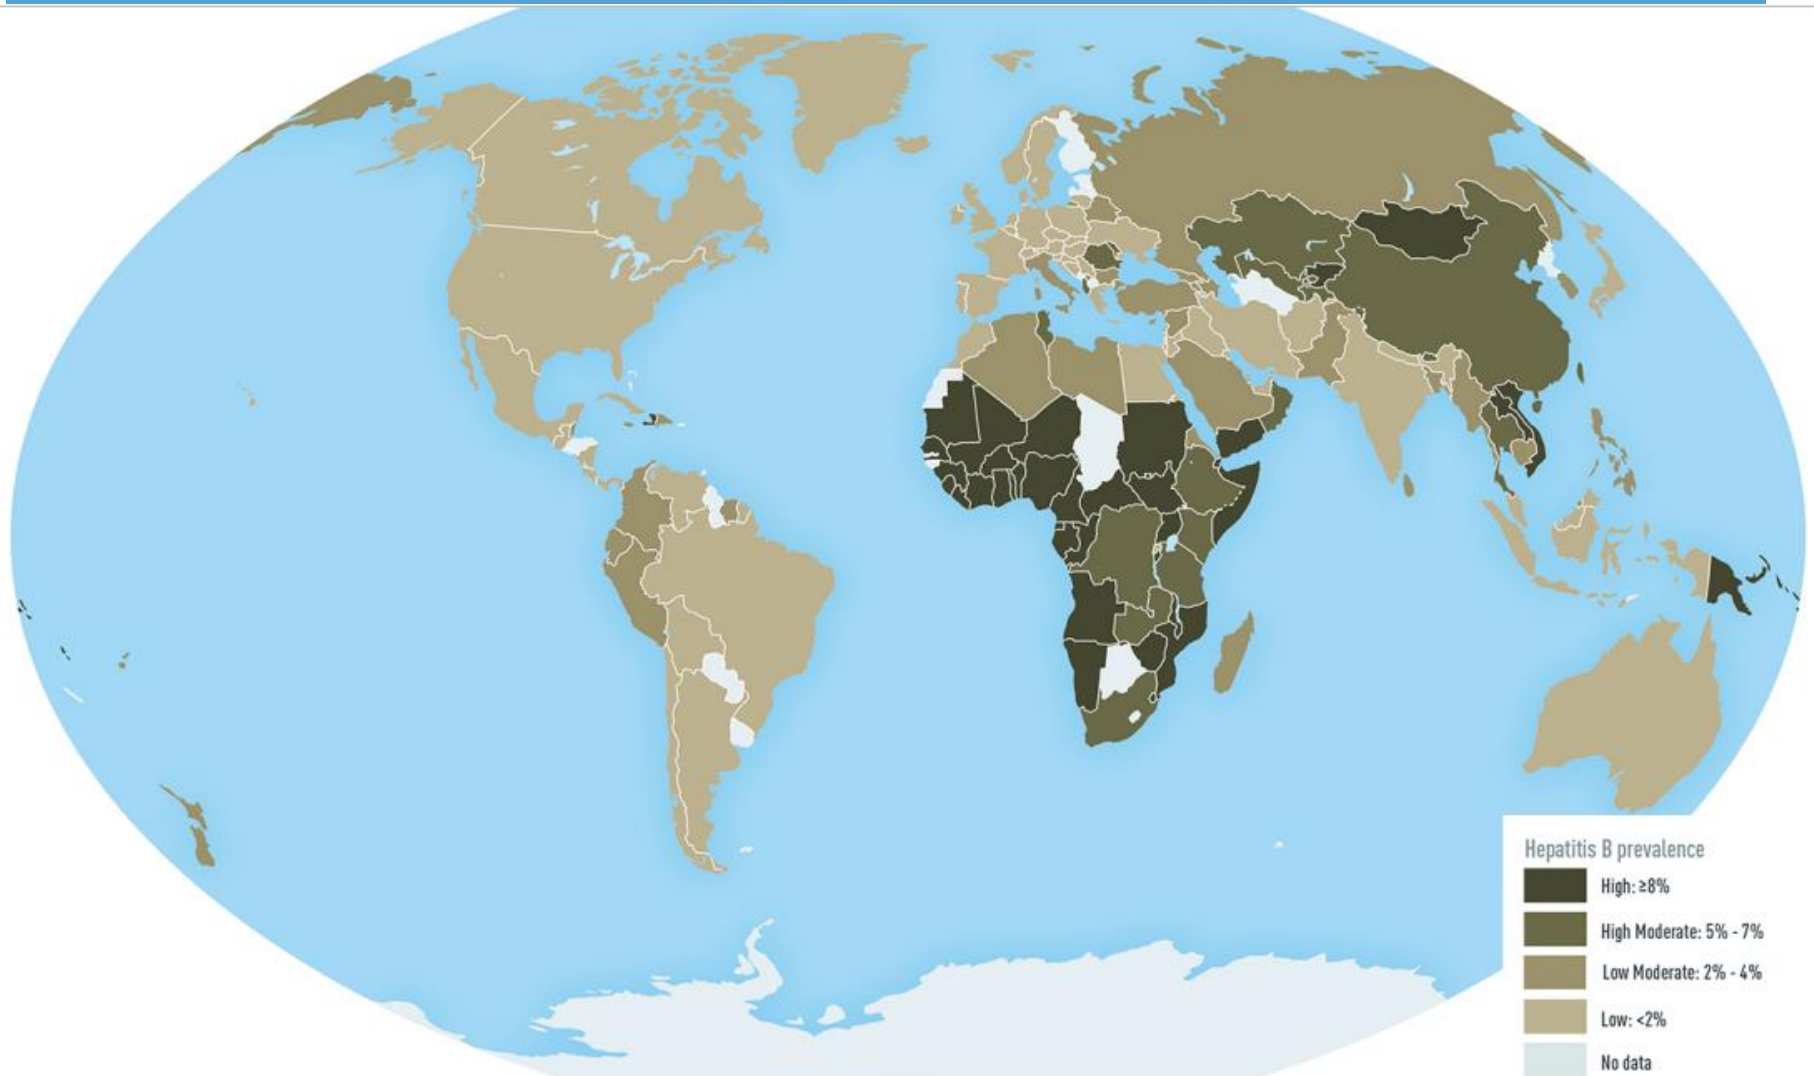 Hepatitis B prevalence
High: ≥8%
High Moderate: 5% - 7%
Low Moderate: 2% - 4%
Low: <2%
No data